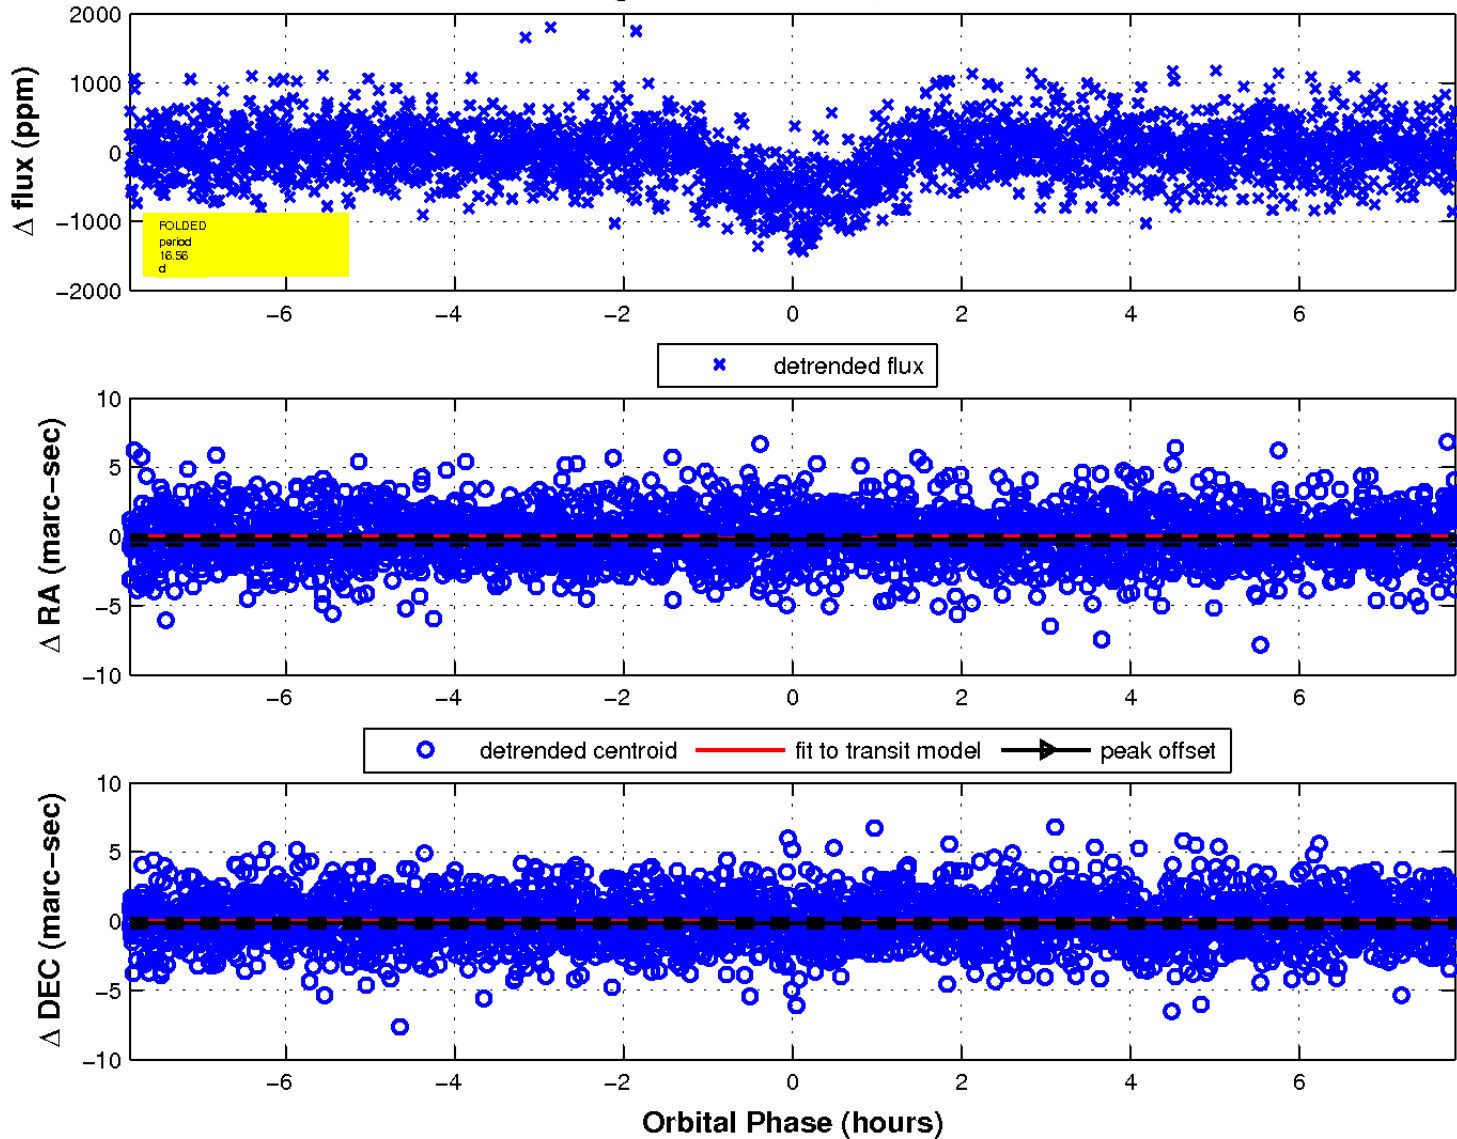 2000
1000
0
−1000
−2000
Δ flux (ppm)
FOLDED
period
16.56
d
−6 −4 −2 0 2 4 6
detrended flux
10
5
0
−5
−10
Δ RA (marc−sec)
−6 −4 −2 0 2 4 6
detrended centroid fit to transit model peak offset
10
5
0
−5
−10
Δ DEC (marc−sec)
−6 −4 −2 0 2 4 6
Orbital Phase (hours)